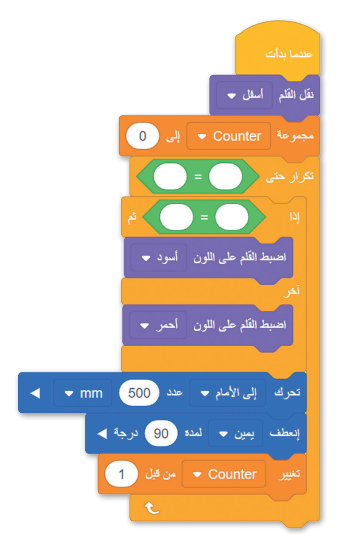 عندما بدأت
نقل القلم أسفل
مجموعة Counter إلى 0
تكرار حتى =
إذا = ثم
اضبط القلم على اللون أسود
آخر
اضبط القلم على اللون أحمر
تحرك إلى الأمام عدد 500 mm
إنعطف يمين لمدة 90 درجة
تغيير Counter من قبل 1